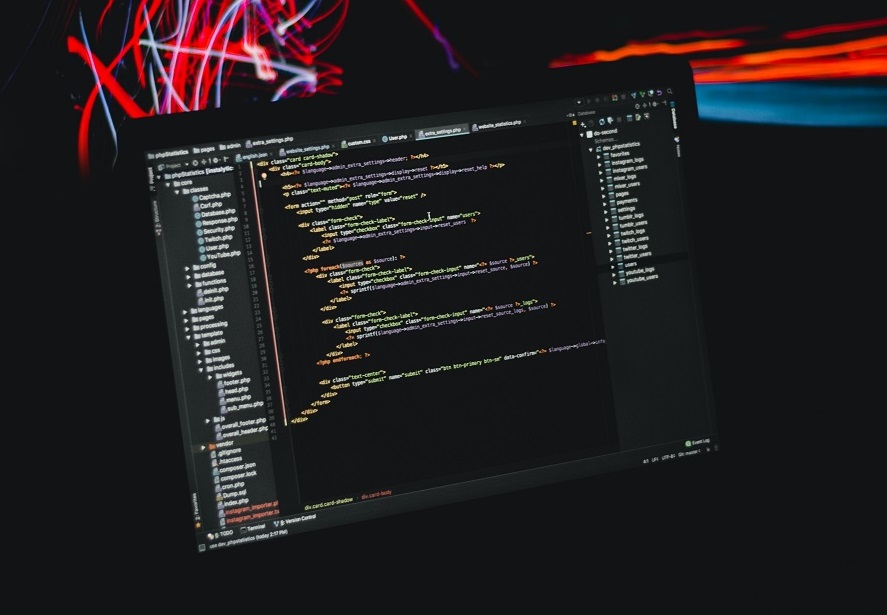 phpStatistics pages admin extra_settings.php
Project
english.json website_settings.php custom.css User.php extra_settings.php website_statistics.php
phpStatistics
core
classes
Captcha.php
Curl.php
Database.php
Response.php
Security.php
Twitch.php
User.php
YouTube.php
config
database
functions
init.php
languages
pages
processing
template
admin
css
images
includes
widgets
footer.php
head.php
menu.php
sub_menu.php
js
overall_footer.php
overall_header.php
vendor
.gitignore
.htaccess
composer.json
composer.lock
cron.php
Dump.sql
index.php
<div class="card card-shadow">
<div class="card-body">
<h4><?= $language->admin_extra_settings->header; ?></h4>
<h5><?= $language->admin_extra_settings->display->reset ?></h5>
<p class="text-muted"><?= $language->admin_extra_settings->display->reset_help ?></p>
<form action="" method="post" role="form">
<input type="hidden" name="type" value="reset" />
<div class="form-check">
<label class="form-check-label">
<input type="checkbox" class="form-check-input" name="users">
<?= $language->admin_extra_settings->input->reset_users ?>
</label>
</div>
<?php foreach($sources as $source): ?>
<div class="form-check">
<label class="form-check-label">
<input type="checkbox" class="form-check-input" name="<?= $source ?>_users">
<?= sprintf($language->admin_extra_settings->input->reset_source, $source) ?>
</label>
</div>
<div class="form-check">
<label class="form-check-label">
<input type="checkbox" class="form-check-input" name="<?= $source ?>_logs">
<?= sprintf($language->admin_extra_settings->input->reset_source_logs, $source) ?>
</label>
</div>
<?php endforeach; ?>
<div class="text-center">
<button type="submit" name="submit" class="btn btn-primary btn-sm" data-confirm="<?= $language->global->info
</div>
</form>
</div>
</div>
div.card.card-shadow div.card-body
Database
do-second
Schemas
dev_phpstatistics
favorites
instagram_logs
instagram_users
mixer_logs
mixer_users
pages
payments
settings
tumblr_logs
tumblr_users
twitch_logs
twitch_users
twitter_logs
twitter_users
users
youtube_logs
youtube_users
Favorites
TODO Terminal 9: Version Control
Event Log
use dev_phpstatistics (today 2:17 PM)
4:1 LF UTF-8 Git: master